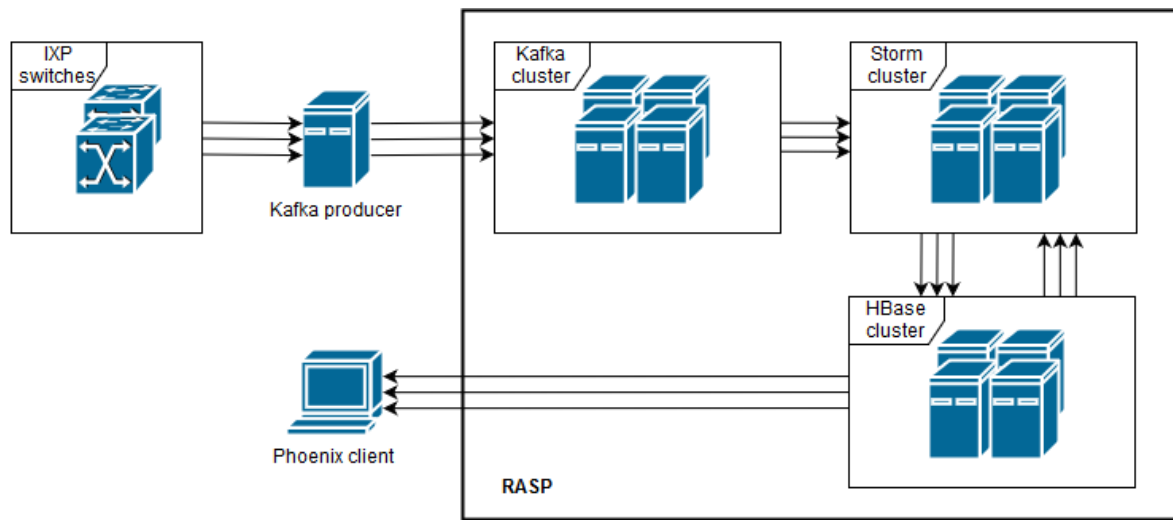 IXP
switches
Kafka producer
Kafka
cluster
Storm
cluster
HBase
cluster
Phoenix client
RASP